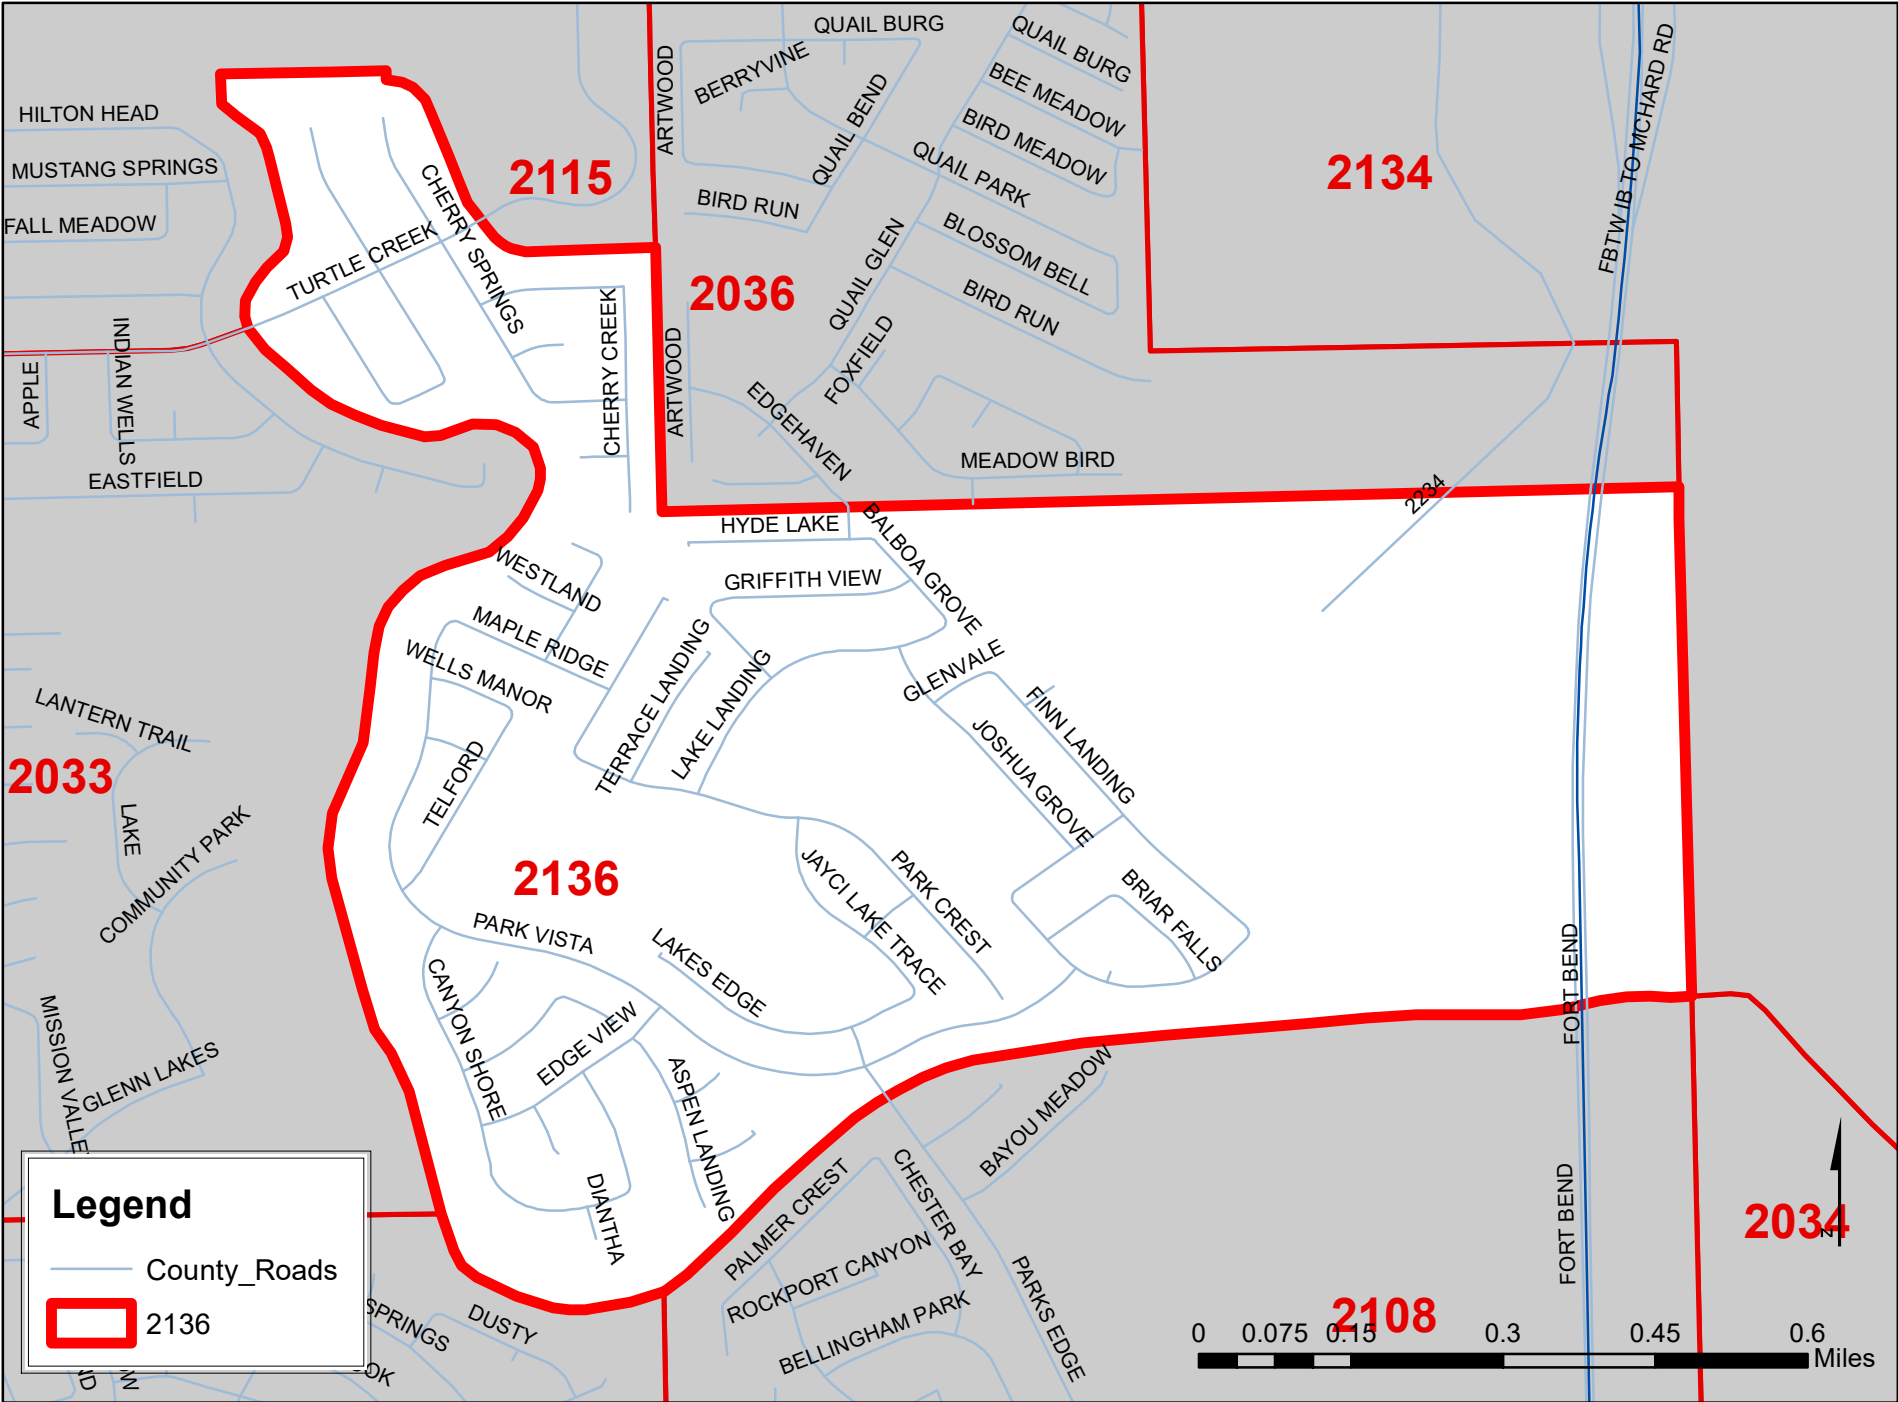 QUAIL BURG
QUAIL BURG
BERRYVINE
ARTWOOD
BEE MEADOW
FBTW IB TO MCHARD RD
HILTON HEAD
QUAIL BEND
BIRD MEADOW
MUSTANG SPRINGS
2115
QUAIL PARK
2134
CHERRY SPRINGS
BIRD RUN
FALL MEADOW
BLOSSOM BELL
TURTLE CREEK
QUAIL GLEN
2036
BIRD RUN
INDIAN WELLS
CHERRY CREEK
ARTWOOD
FOXFIELD
APPLE
EDGEHAVEN
MEADOW BIRD
EASTFIELD
2234
HYDE LAKE
BALBOA GROVE
WESTLAND
GRIFFITH VIEW
MAPLE RIDGE
WELLS MANOR
TERRACE LANDING
LAKE LANDING
GLENVALE
FINN LANDING
LANTERN TRAIL
JOSHUA GROVE
2033
TELFORD
LAKE
COMMUNITY PARK
2136
JAYCI LAKE TRACE
PARK CREST
BRIAR FALLS
PARK VISTA
LAKES EDGE
FORT BEND
CANYON SHORE
MISSION VALLE
EDGE VIEW
GLENN LAKES
ASPEN LANDING
BAYOU MEADOW
CHESTER BAY
PALMER CREST
DIANTHA
FORT BEND
2034
N
ROCKPORT CANYON
PARKS EDGE
BELLINGHAM PARK
2108
SPRINGS
DUSTY
OK
ND
W
Legend
County_Roads
2136
0 0.075 0.15 0.3 0.45 0.6
Miles